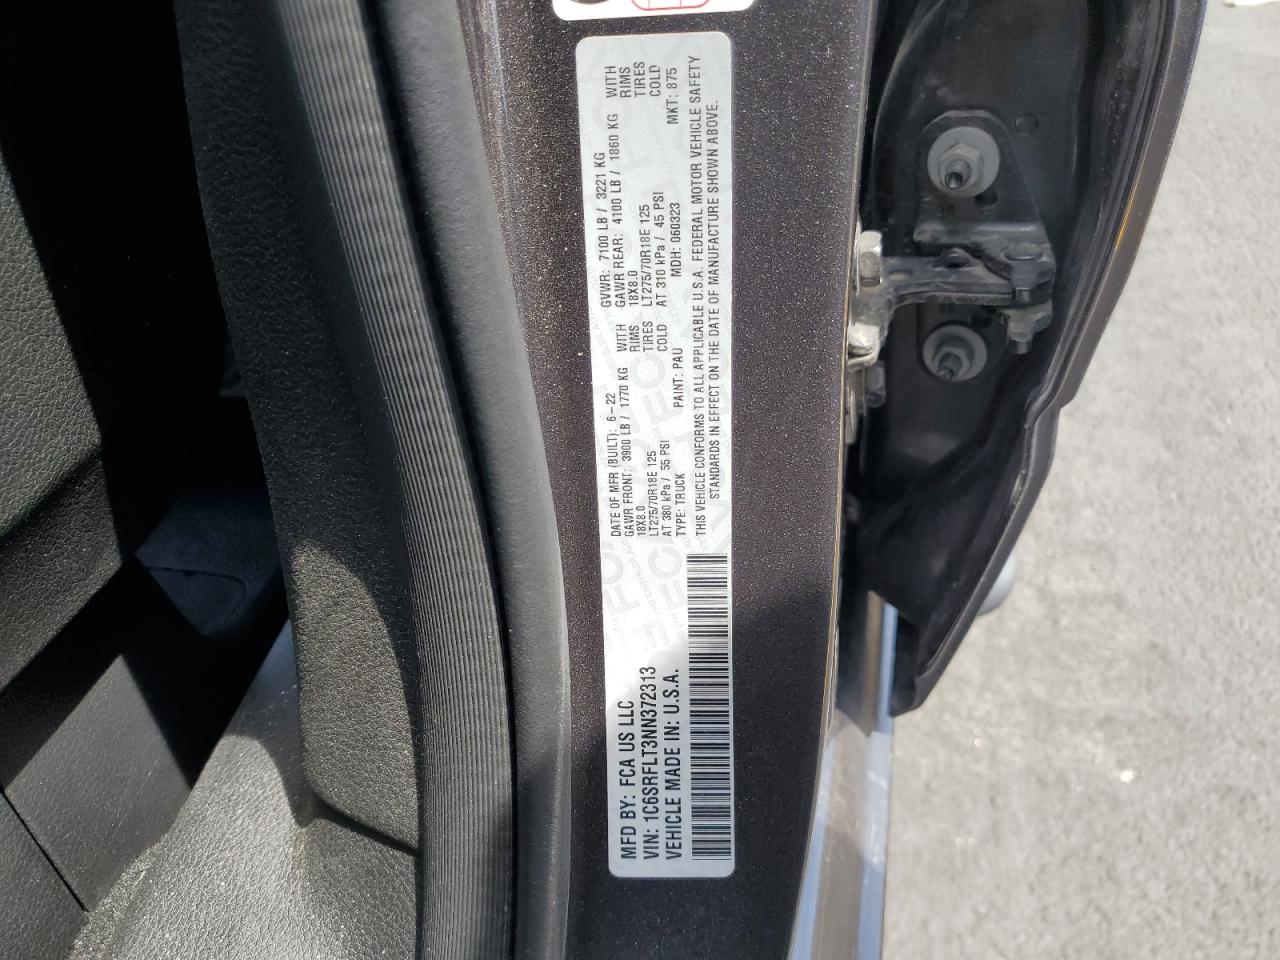 MFD BY: FCA US LLC
VIN: 1C6SRFLT3NN372313
VEHICLE MADE IN: U.S.A.
DATE OF MFR (BUILT): 6-22 GVWR: 7100 LB / 3221 KG
GAWR FRONT: 3900 LB / 1770 KG WITH GAWR REAR: 4100 LB / 1860 KG WITH
18X8.0 RIMS 18X8.0 RIMS
LT275/70R18E 125 TIRES LT275/70R18E 125 TIRES
AT 380 kPa / 55 PSI COLD AT 310 kPa / 45 PSI COLD
TYPE: TRUCK PAINT: PAU MDH: 060323 MKT: 875
THIS VEHICLE CONFORMS TO ALL APPLICABLE U.S.A. FEDERAL MOTOR VEHICLE SAFETY
STANDARDS IN EFFECT ON THE DATE OF MANUFACTURE SHOWN ABOVE.